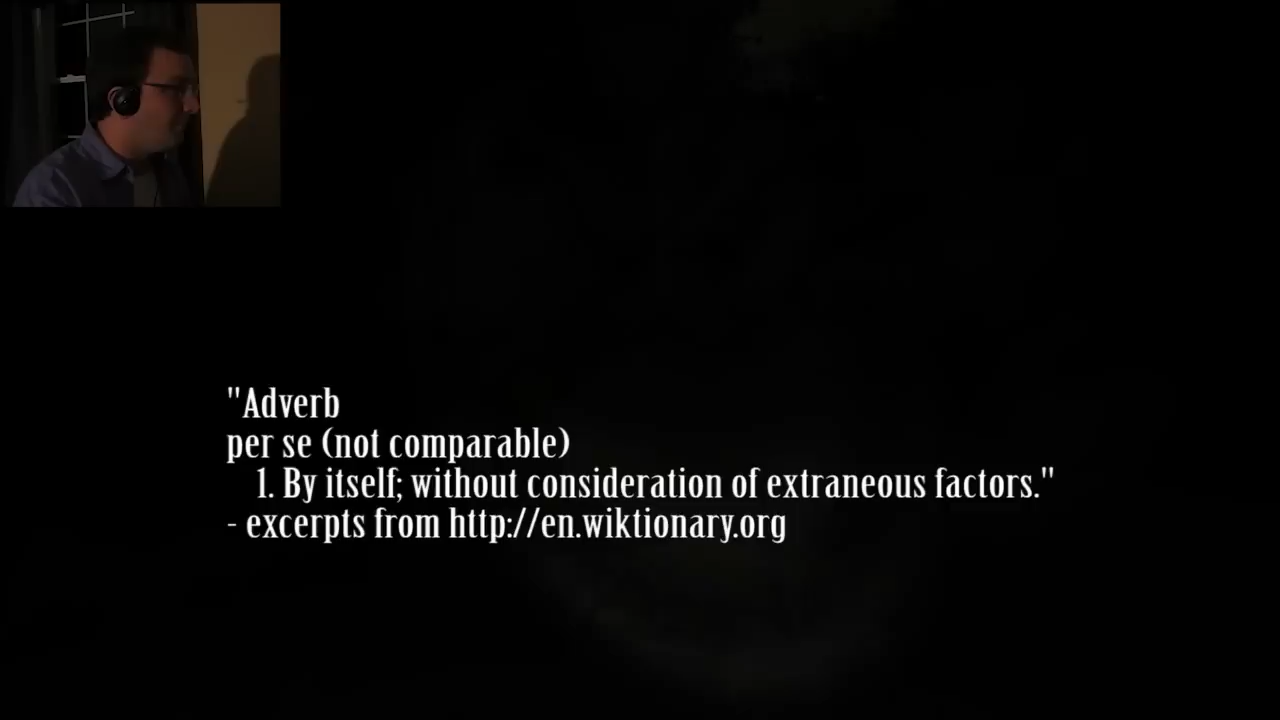 "Adverb
per se (not comparable)
1. By itself; without consideration of extraneous factors."
- excerpts from http://en.wiktionary.org